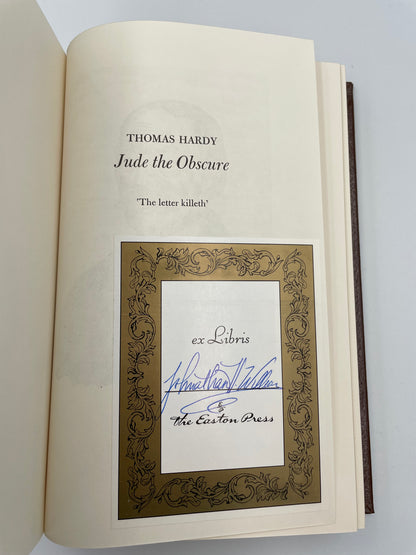 THOMAS HARDY
Jude the Obscure
'The letter killeth'
ex Libris
the Easton Press